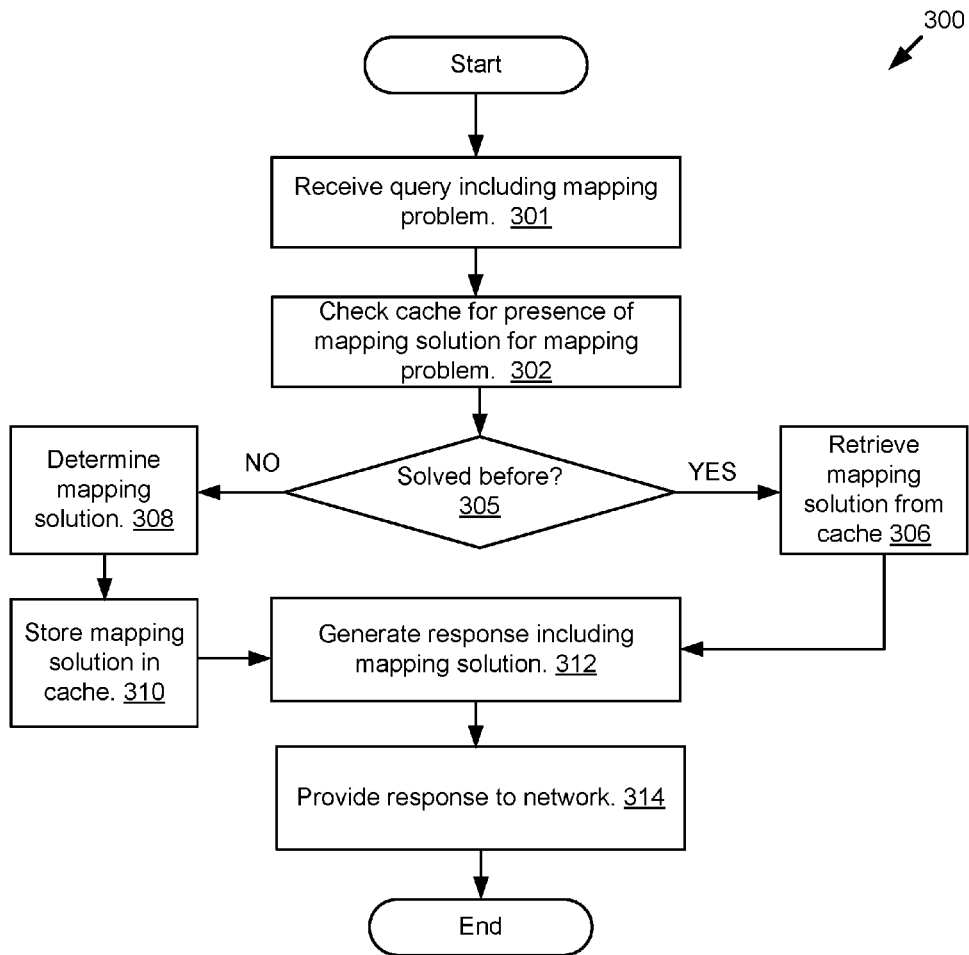 300
Start
Receive query including mapping
problem. 301
Check cache for presence of
mapping solution for mapping
problem. 302
Solved before?
305
NO
YES
Determine
mapping
solution. 308
Retrieve
mapping
solution from
cache 306
Store mapping
solution in
cache. 310
Generate response including
mapping solution. 312
Provide response to network. 314
End